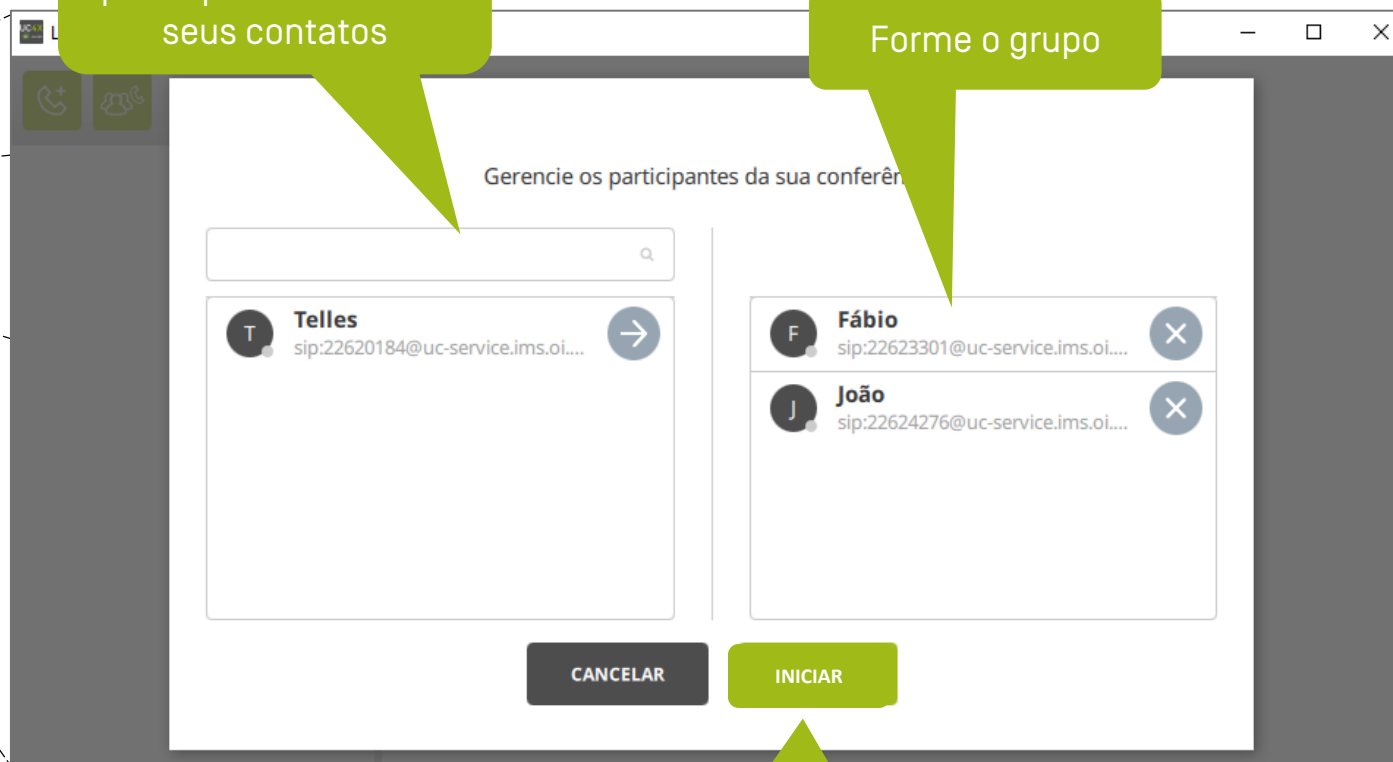 seus contatos
Forme o grupo
UC4X
Gerencie os participantes da sua
T
Telles
sip:22620184@uc-service.ims.oi....
F
Fábio
sip:22623301@uc-service.ims.oi....
J
João
sip:22624276@uc-service.ims.oi....
CANCELAR
INICIAR